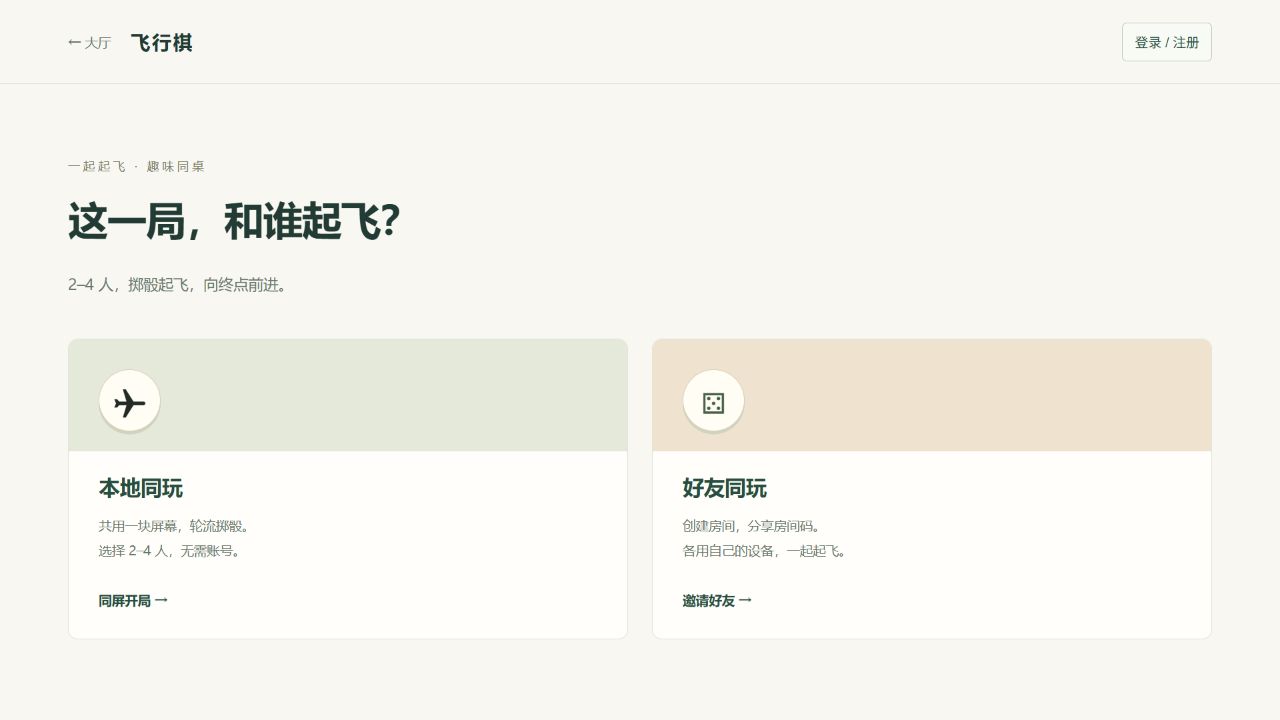 ← 大厅 飞行棋 登录 / 注册
一起起飞 · 趣味同桌
这一局，和谁起飞？
2–4 人，掷骰起飞，向终点前进。
本地同玩
共用一块屏幕，轮流掷骰。
选择 2–4 人，无需账号。
同屏开局 →
好友同玩
创建房间，分享房间码。
各用自己的设备，一起起飞。
邀请好友 →